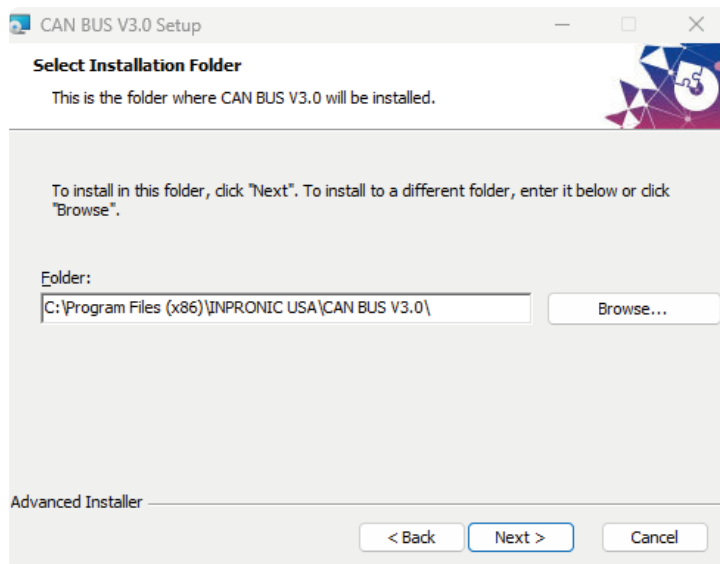 CAN BUS V3.0 Setup
Select Installation Folder
This is the folder where CAN BUS V3.0 will be installed.
To install in this folder, click "Next". To install to a different folder, enter it below or click
"Browse".
Folder:
C:\Program Files (x86)\INPRONIC USA\CAN BUS V3.0\
Browse...
Advanced Installer
< Back
Next >
Cancel